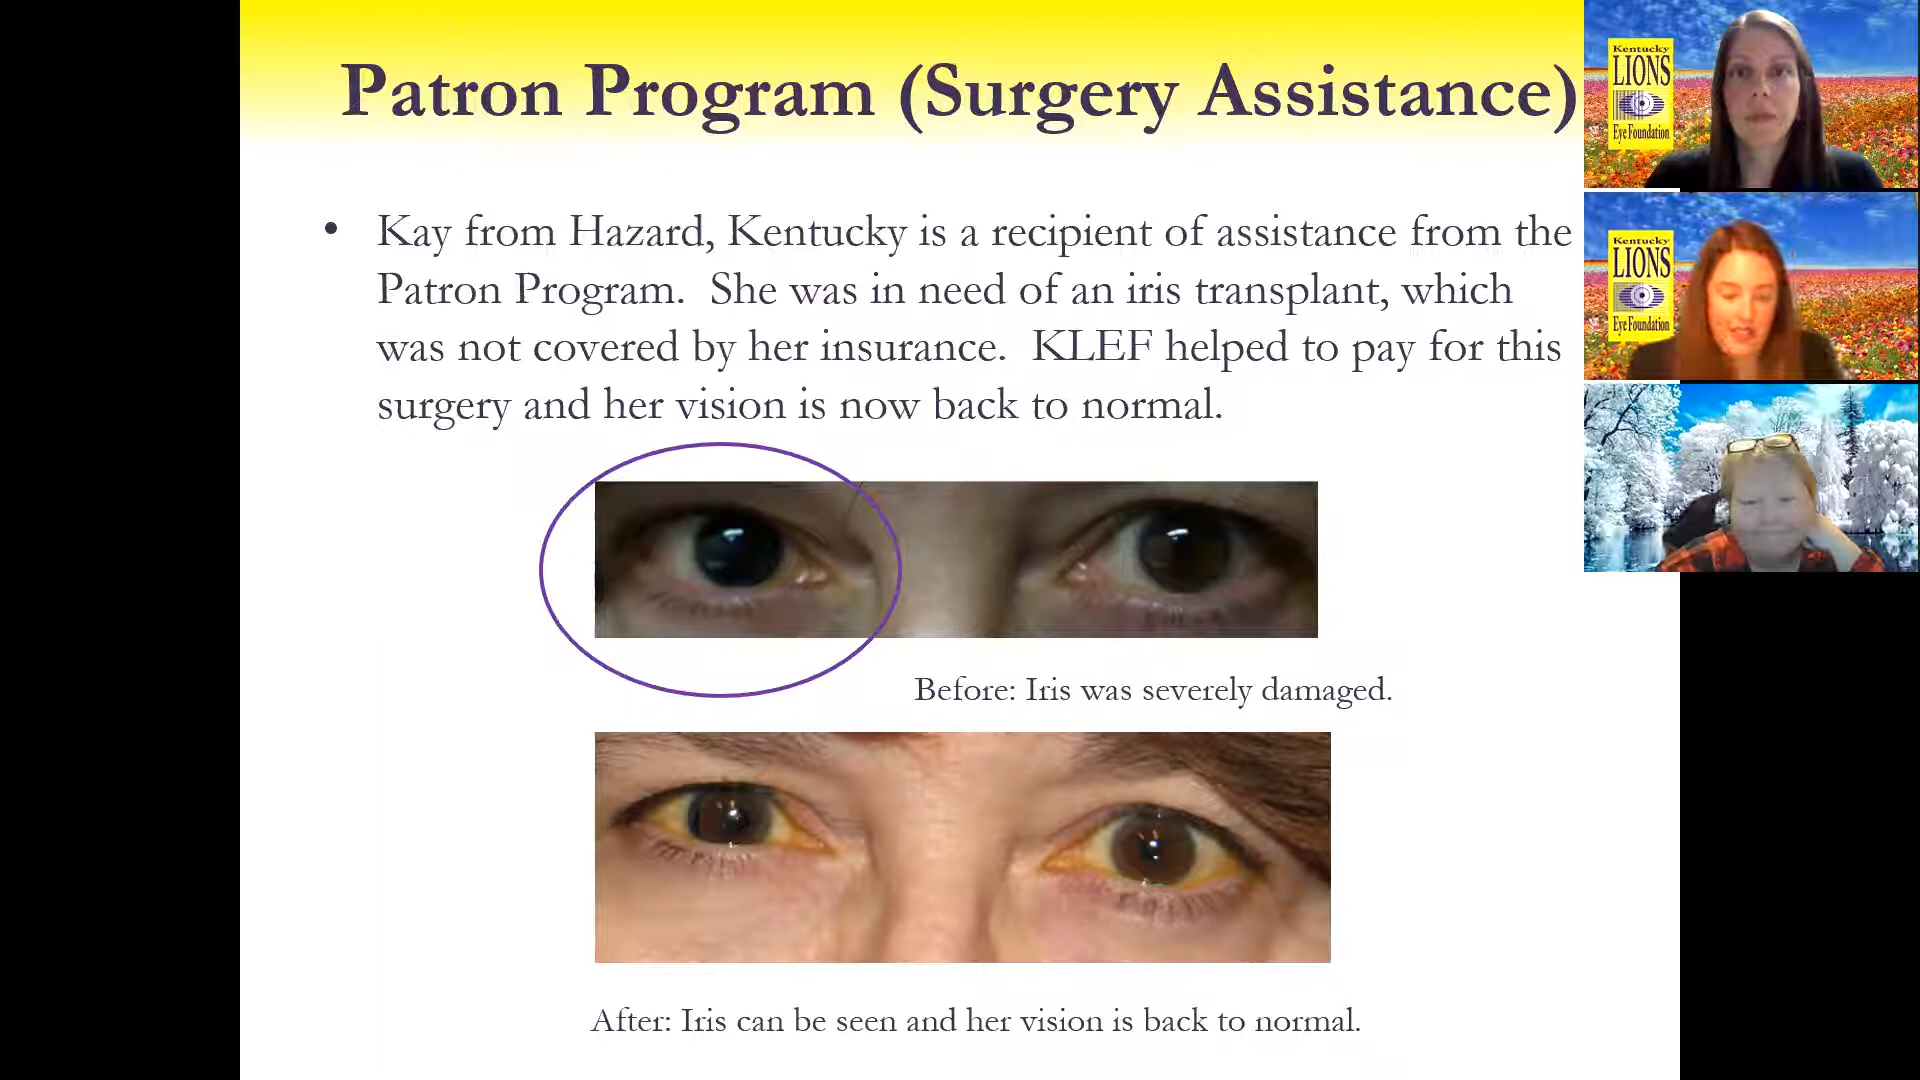 Patron Program (Surgery Assistance)
• Kay from Hazard, Kentucky is a recipient of assistance from the
Patron Program.  She was in need of an iris transplant, which
was not covered by her insurance.  KLEF helped to pay for this
surgery and her vision is now back to normal.
Before: Iris was severely damaged.
After: Iris can be seen and her vision is back to normal.
Kentucky
LIONS
Eye Foundation
Kentucky
LIONS
Eye Foundation